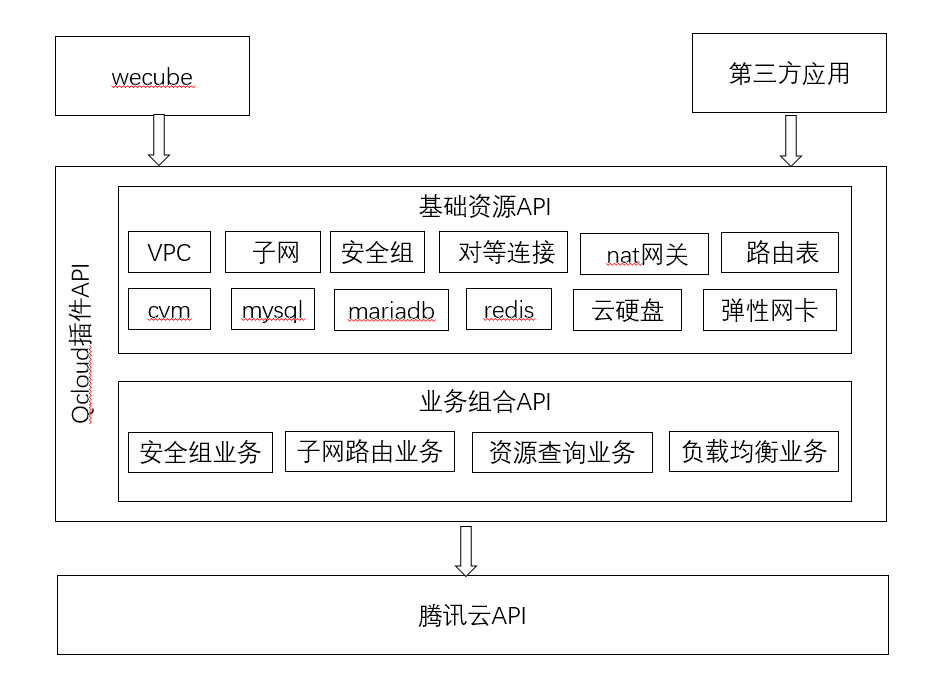 wecube
第三方应用
Qcloud插件API
基础资源API
VPC
子网
安全组
对等连接
nat网关
路由表
cvm
mysql
mariadb
redis
云硬盘
弹性网卡
业务组合API
安全组业务
子网路由业务
资源查询业务
负载均衡业务
腾讯云API